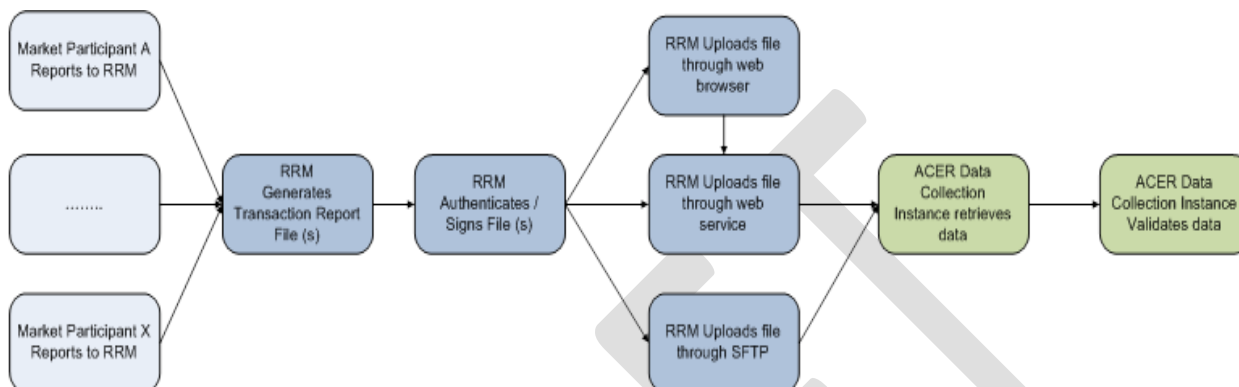 Market Participant A
Reports to RRM
........
Market Participant X
Reports to RRM
RRM
Generates
Transaction Report
File (s)
RRM
Authenticates /
Signs File (s)
RRM Uploads file
through web
browser
RRM Uploads file
through web
service
RRM Uploads file
through SFTP
ACER Data
Collection
Instance retrieves
data
ACER Data
Collection Instance
Validates data